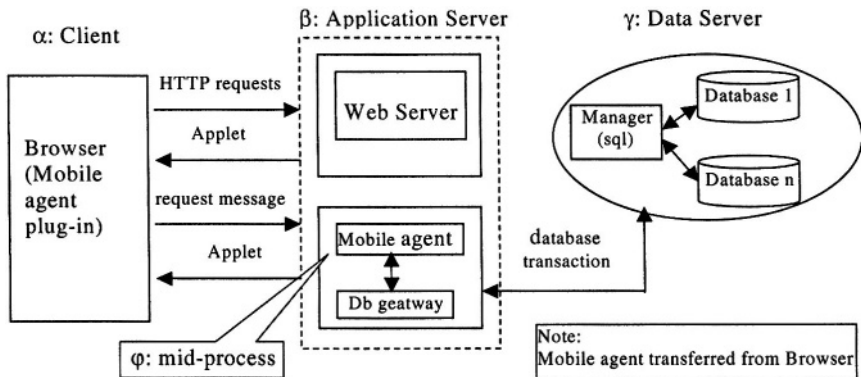 α: Client
β: Application Server
γ: Data Server
Browser
(Mobile
agent
plug-in)
HTTP requests
Applet
request message
Applet
Web Server
Mobile agent
Db geatway
φ: mid-process
Manager
(sql)
Database 1
Database n
database
transaction
Note:
Mobile agent transferred from Browser